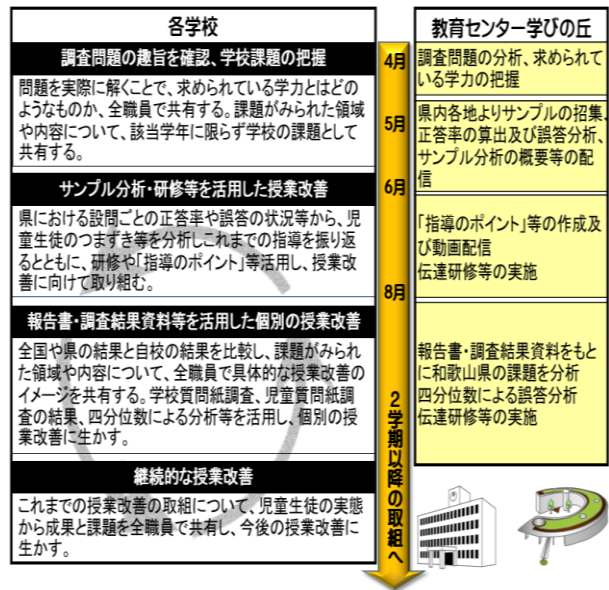 各学校
調査問題の趣旨を確認、学校課題の把握
問題を実際に解くことで、求められている学力とはどの
ようなものか、全職員で共有する。課題がみられた領域
や内容について、該当学年に限らず学校の課題として
共有する。
サンプル分析・研修等を活用した授業改善
県における設問ごとの正答率や誤答の状況等から、児
童生徒のつまずき等を分析しこれまでの指導を振り返
るとともに、研修や「指導のポイント」等活用し、授業改
善に向けて取り組む。
報告書・調査結果資料等を活用した個別の授業改善
全国や県の結果と自校の結果を比較し、課題がみられ
た領域や内容について、全職員で具体的な授業改善の
イメージを共有する。学校質問紙調査、児童質問紙調
査の結果、四分位数による分析等を活用し、個別の授
業改善に生かす。
継続的な授業改善
これまでの授業改善の取組について、児童生徒の実態
から成果と課題を全職員で共有し、今後の授業改善に
生かす。
4月
5月
6月
8月
2学期以降の取組へ
教育センター学びの丘
調査問題の分析、求められて
いる学力の把握
県内各地よりサンプルの招集、
正答率の算出及び誤答分析、
サンプル分析の概要等の配
信
「指導のポイント」等の作成及
び動画配信
伝達研修等の実施
報告書・調査結果資料をもと
に和歌山県の課題を分析
四分位数による誤答分析
伝達研修等の実施